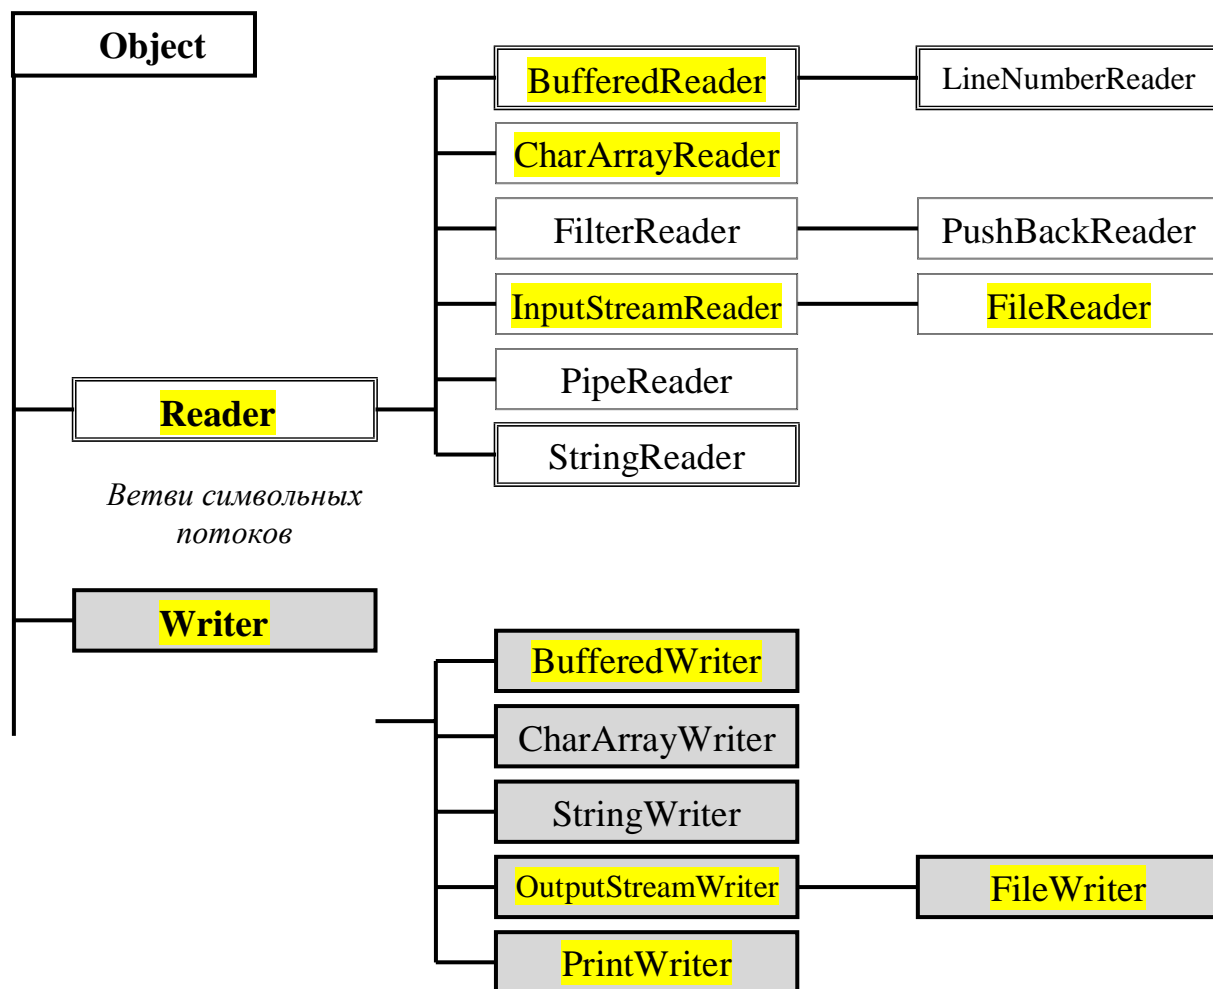 Object
BufferedReader
LineNumberReader
CharArrayReader
FilterReader
PushBackReader
InputStreamReader
FileReader
PipeReader
Reader
StringReader
Ветви символьных
потоков
Writer
BufferedWriter
CharArrayWriter
StringWriter
OutputStreamWriter
FileWriter
PrintWriter